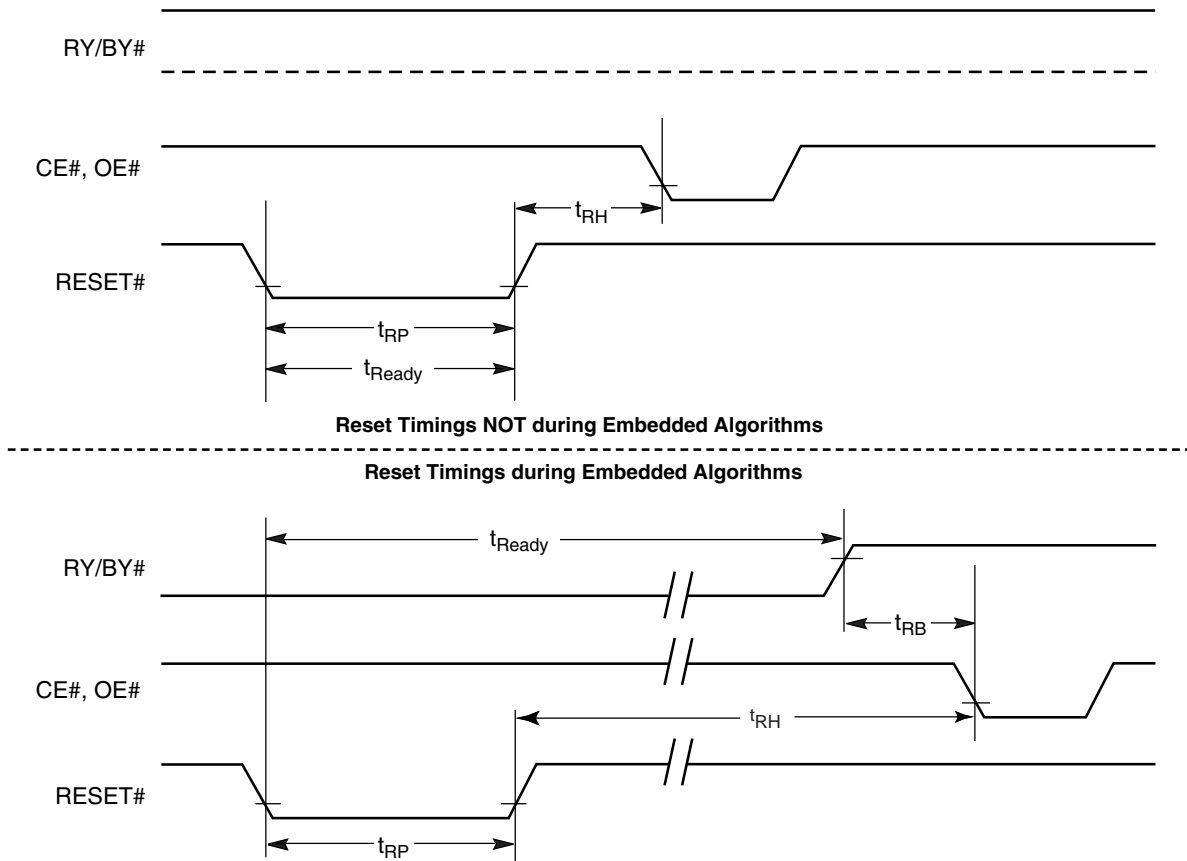 RY/BY#
CE#, OE#
tRH
RESET#
tRP
tReady
Reset Timings NOT during Embedded Algorithms
Reset Timings during Embedded Algorithms
tReady
RY/BY#
tRB
CE#, OE#
tRH
RESET#
tRP